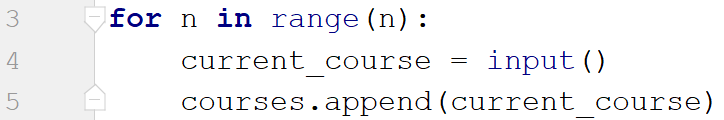 3 for n in range(n):
4     current_course = input()
5     courses.append(current_course)